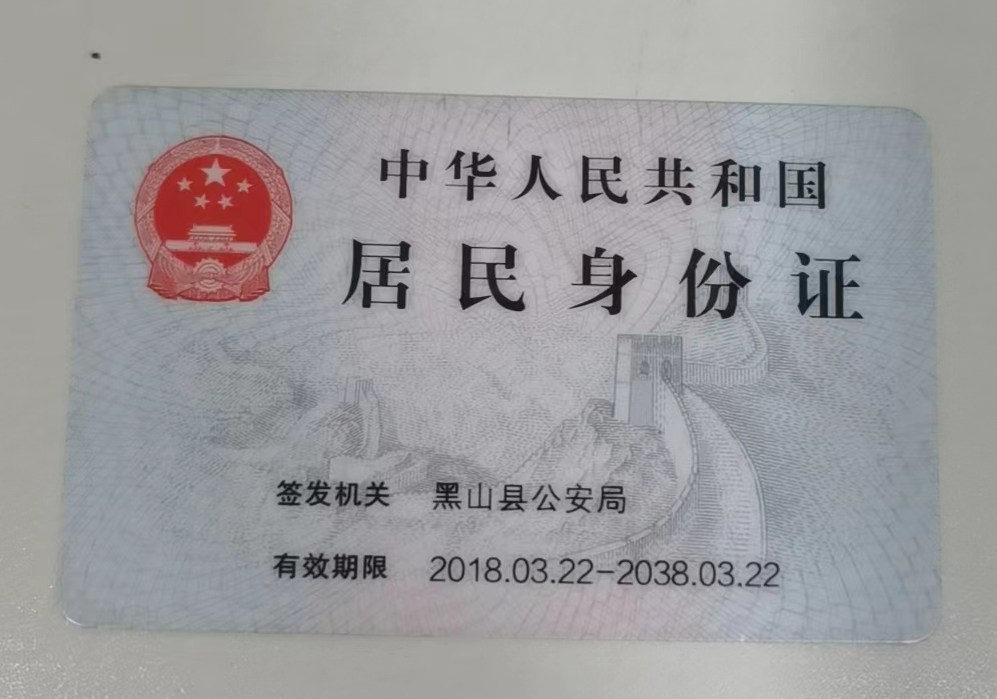 中华人民共和国
居民身份证
签发机关 黑山县公安局
有效期限 2018.03.22-2038.03.22